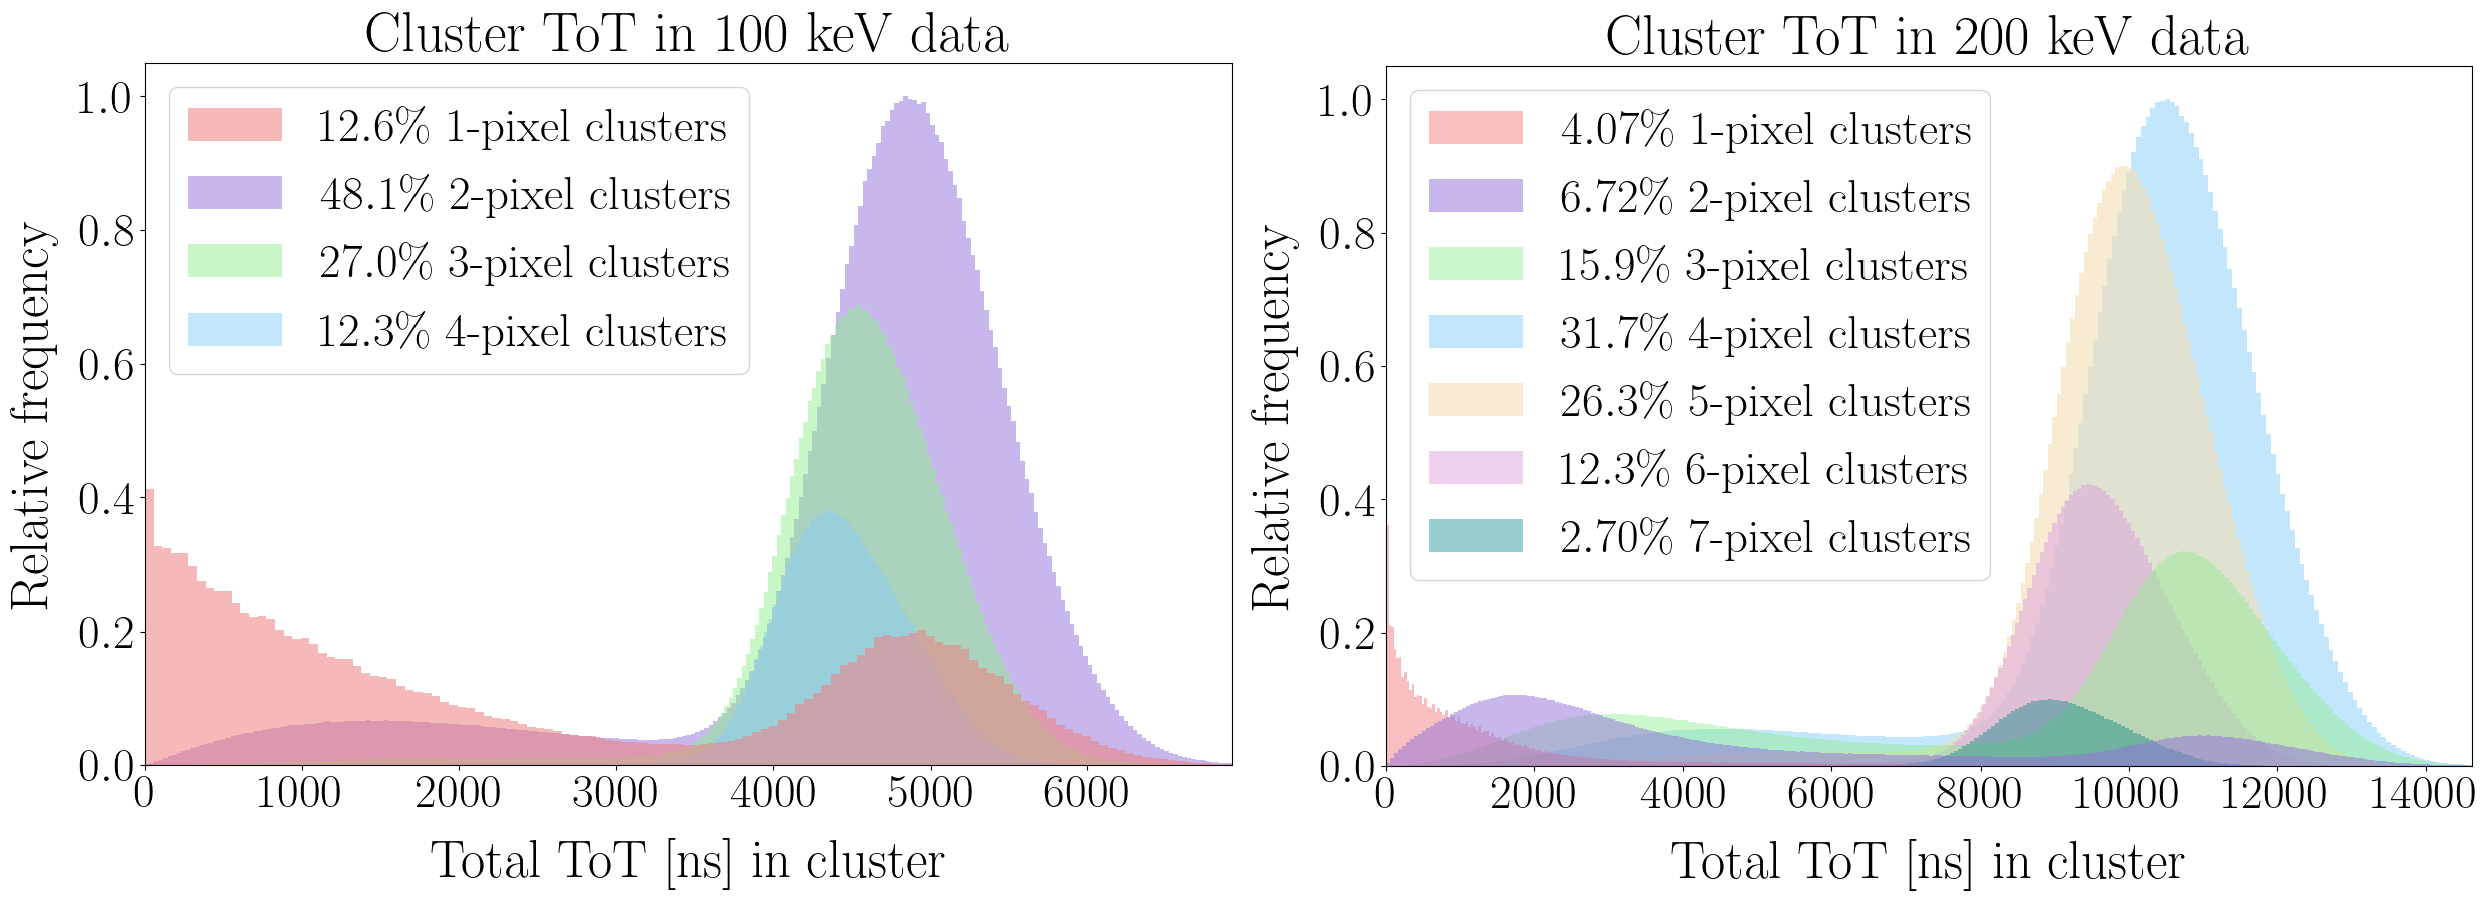 Cluster ToT in 100 keV data
1.0
0.8
0.6
0.4
0.2
0.0
Relative frequency
12.6% 1-pixel clusters
48.1% 2-pixel clusters
27.0% 3-pixel clusters
12.3% 4-pixel clusters
0 1000 2000 3000 4000 5000 6000
Total ToT [ns] in cluster
Cluster ToT in 200 keV data
1.0
0.8
0.6
0.4
0.2
0.0
Relative frequency
4.07% 1-pixel clusters
6.72% 2-pixel clusters
15.9% 3-pixel clusters
31.7% 4-pixel clusters
26.3% 5-pixel clusters
12.3% 6-pixel clusters
2.70% 7-pixel clusters
0 2000 4000 6000 8000 10000 12000 14000
Total ToT [ns] in cluster